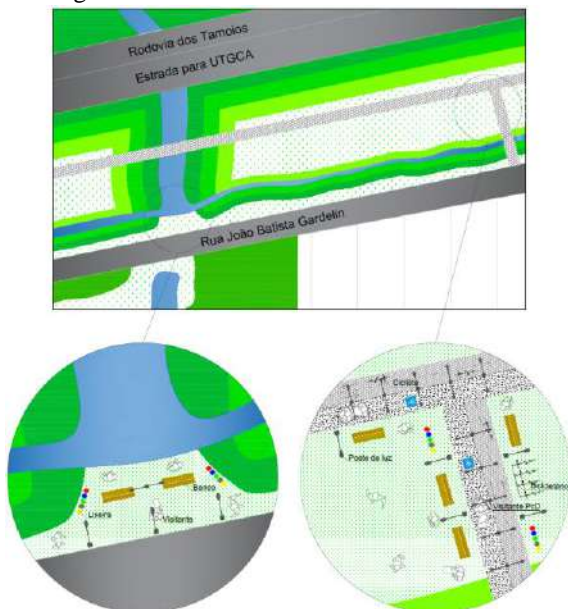 Rodovia dos Tamoios
Estrada para UTGCA
Rua João Batista Gardelin
Lixeira
Banco
Visitante
Ciclista
Poste de luz
Visitante PcD